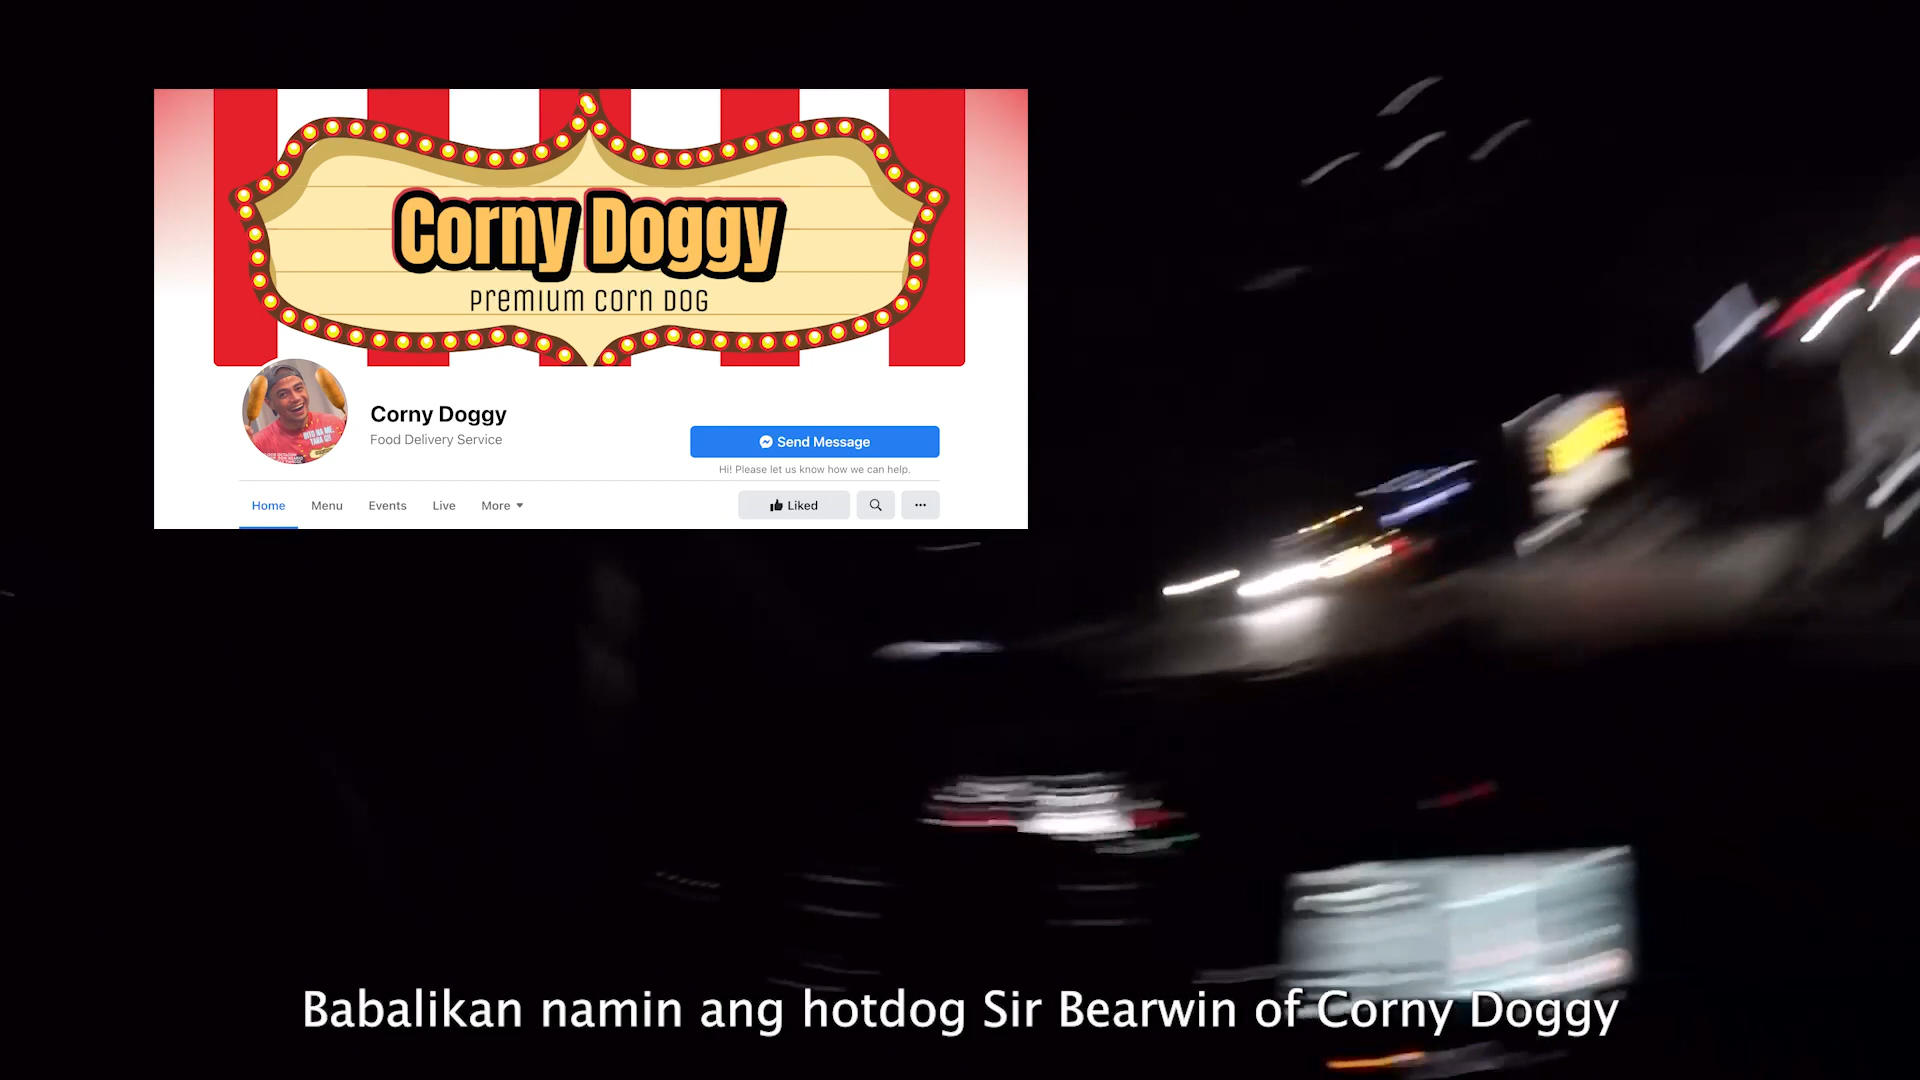 Corny Doggy
Premium Corn Dog
Corny Doggy
Food Delivery Service
Send Message
Hi! Please let us know how we can help.
Home Menu Events Live More
Liked
Babalikan namin ang hotdog Sir Bearwin of Corny Doggy